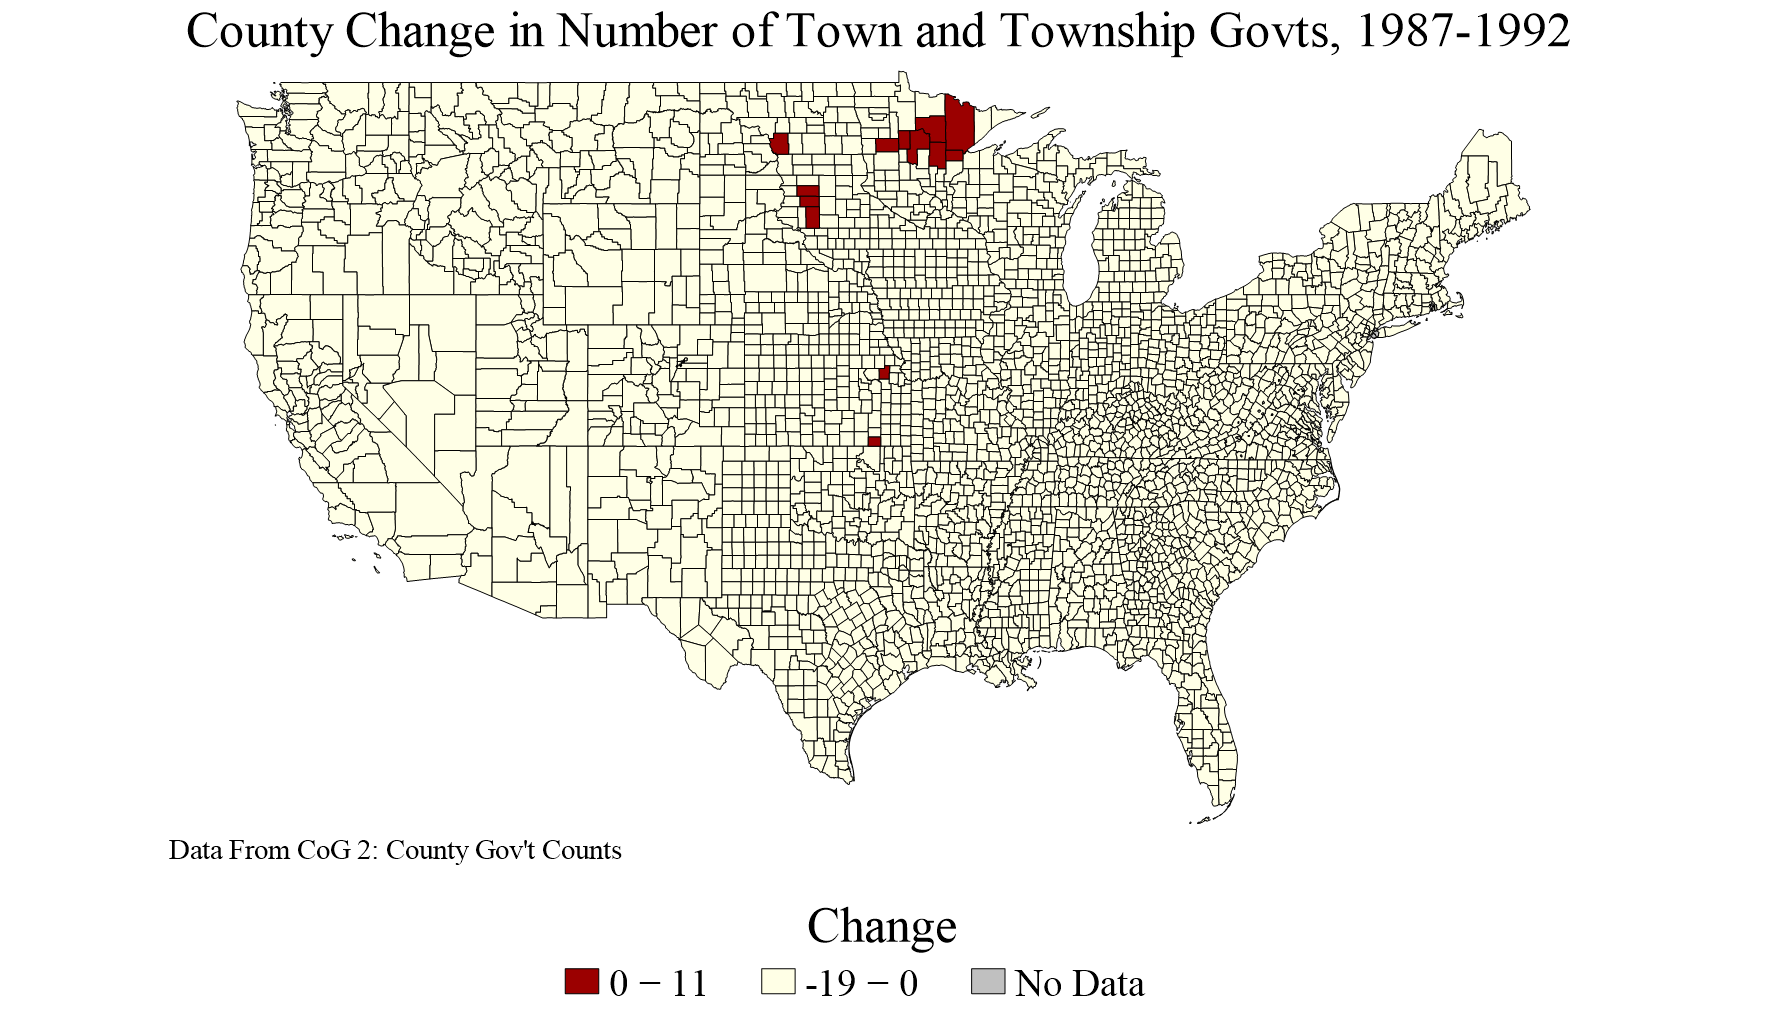 County Change in Number of Town and Township Govts, 1987-1992
Data From CoG 2: County Gov't Counts
Change
0 – 11
-19 – 0
No Data